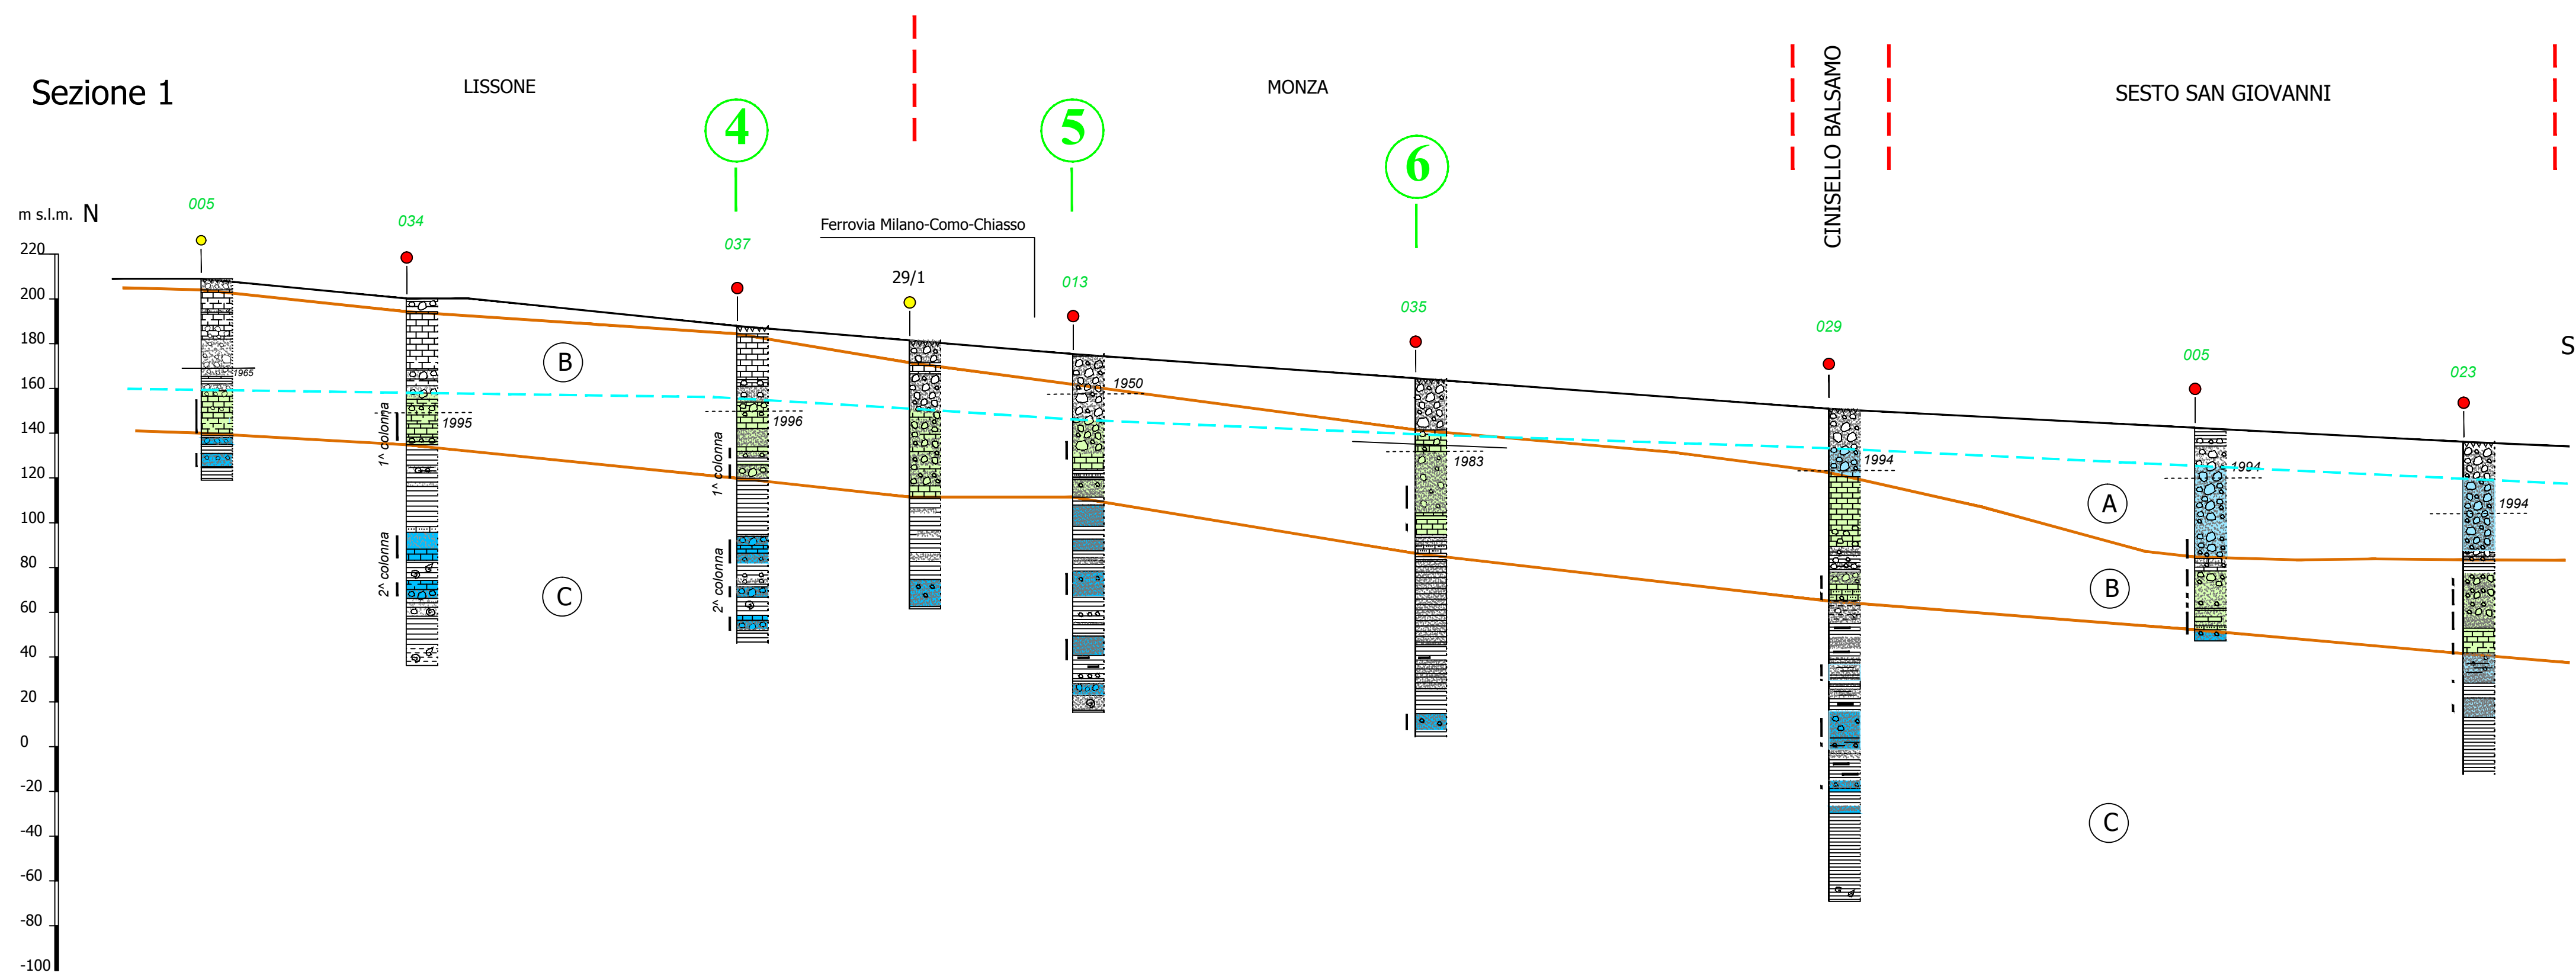 Sezione 1
LISSONE
MONZA
CINISELLO BALSAMO
SESTO SAN GIOVANNI
4
5
6
m s.l.m. N
S
Ferrovia Milano-Como-Chiasso
005
034
037
29/1
013
035
029
005
023
220
200
180
160
140
120
100
80
60
40
20
0
-20
-40
-60
-80
-100
1965
1995
1996
1950
1983
1994
1994
1994
1^ colonna
2^ colonna
1^ colonna
2^ colonna
B
C
A
B
C